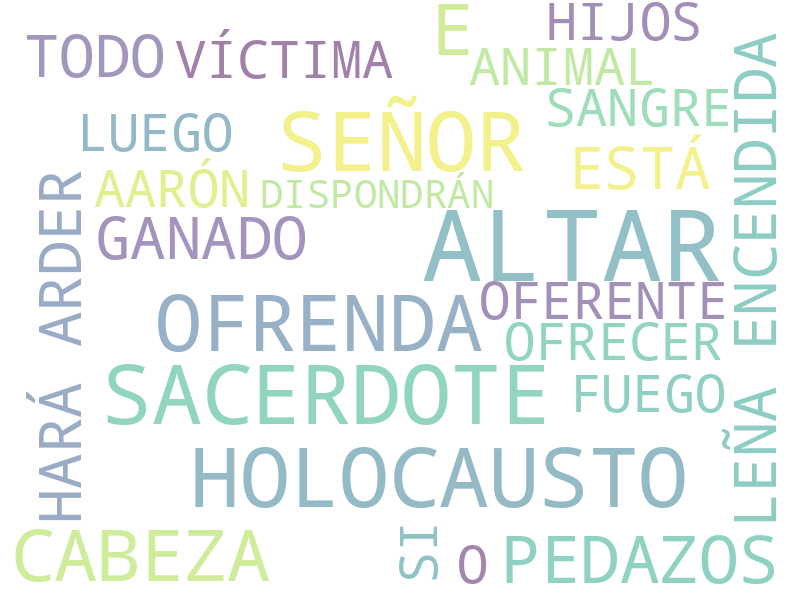 TODO
VÍCTIMA
E
HIJOS
ANIMAL
SANGRE
LUEGO
SEÑOR
ESTÁ
AARÓN
DISPONDRÁN
GANADO
ALTAR
ARDER
ENCENDIDA
OFRENDA
OFERENTE
OFRECER
SACERDOTE
FUEGO
HARÁ
LEÑA
HOLOCAUSTO
CABEZA
SI
O
PEDAZOS